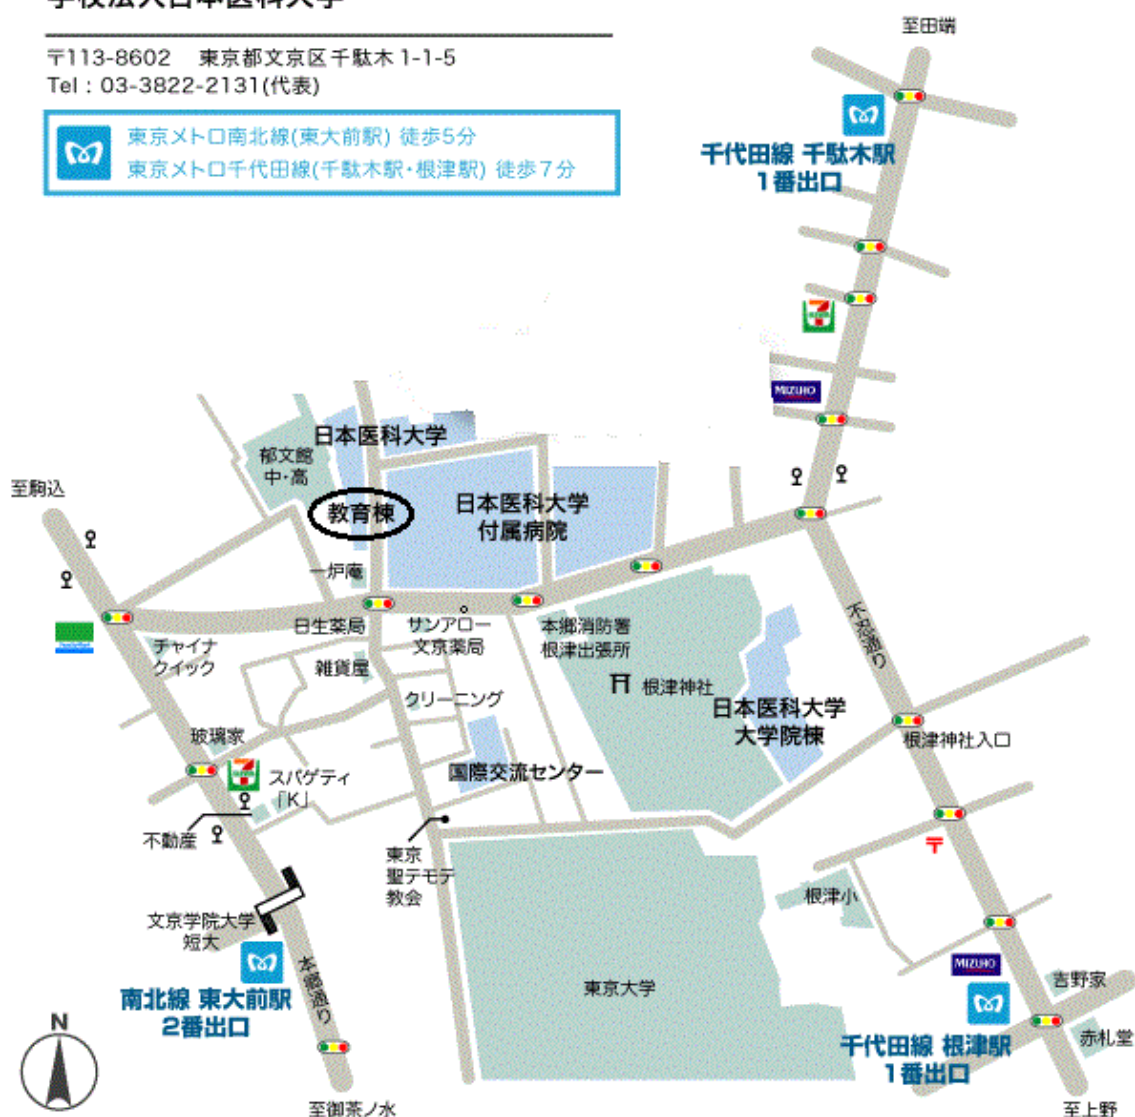 学校法人日本医科大学
〒113-8602 東京都文京区千駄木1-1-5
Tel : 03-3822-2131(代表)
東京メトロ南北線(東大前駅) 徒歩5分
東京メトロ千代田線(千駄木駅・根津駅) 徒歩7分
至田端
千代田線 千駄木駅
1番出口
MIZUHO
日本医科大学
郁文館
中・高
至駒込
教育棟
日本医科大学
付属病院
一炉庵
日生薬局
サンアロー
文京薬局
本郷消防署
根津出張所
不忍通り
チャイナ
クイック
雑貨屋
クリーニング
根津神社
日本医科大学
大学院棟
根津神社入口
玻璃家
国際交流センター
スパゲティ
「K」
不動産
〒
東京
聖テモテ
教会
根津小
文京学院大学
短大
本郷通り
MIZUHO
吉野家
東京大学
南北線 東大前駅
2番出口
赤札堂
千代田線 根津駅
1番出口
N
至御茶ノ水
至上野